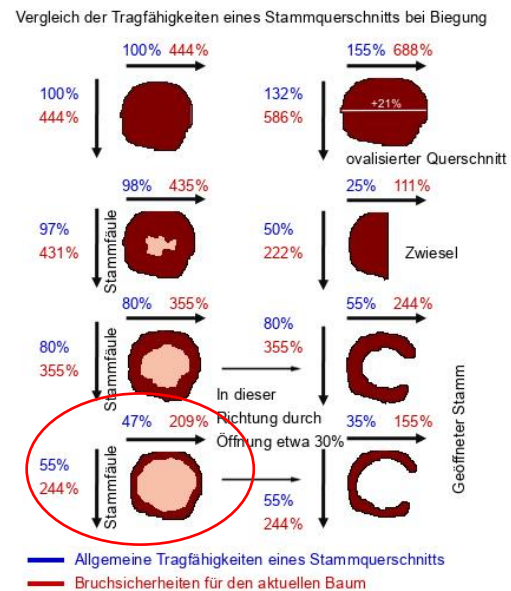 Vergleich der Tragfähigkeiten eines Stammquerschnitts bei Biegung
100% 444%
100%
444%
155% 688%
132%
586%
+21%
ovalisierter Querschnitt
98% 435%
97%
431%
Stammfäule
25% 111%
50%
222%
Zwiesel
80% 355%
80%
355%
Stammfäule
55% 244%
80%
355%
In dieser
Richtung durch
Öffnung etwa 30%
47% 209%
55%
244%
Stammfäule
35% 155%
55%
244%
Geöffneter Stamm
Allgemeine Tragfähigkeiten eines Stammquerschnitts
Bruchsicherheiten für den aktuellen Baum